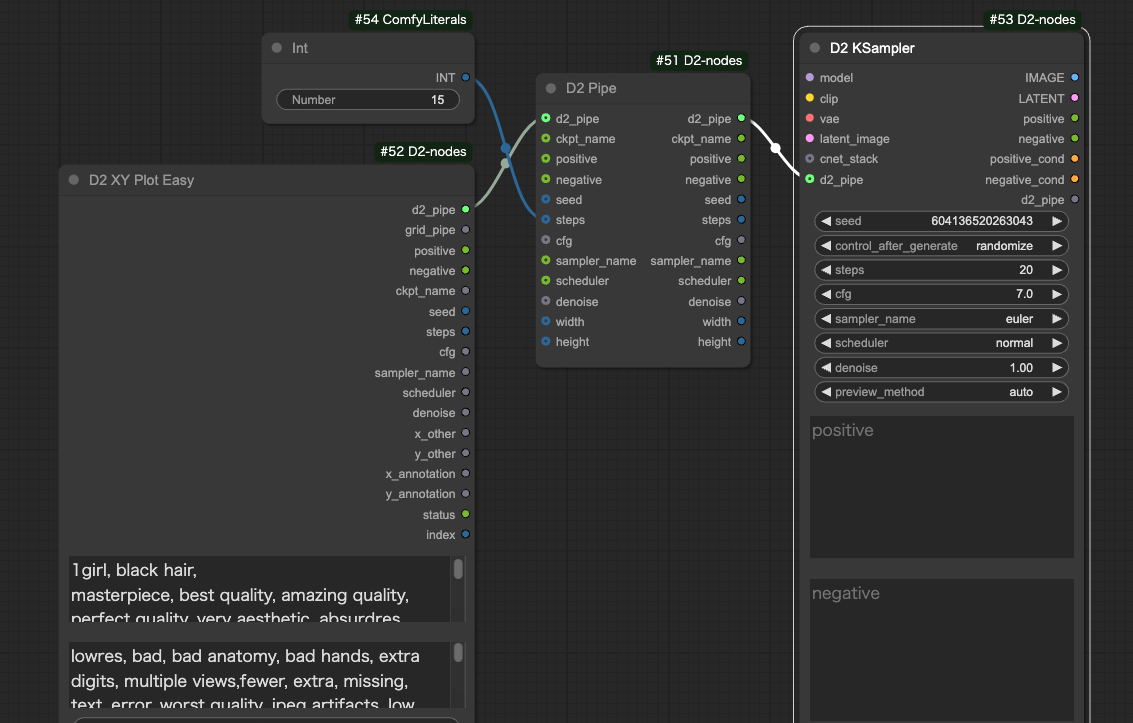 #54 ComfyLiterals
Int
INT
Number 15
#52 D2-nodes
D2 XY Plot Easy
d2_pipe
grid_pipe
positive
negative
ckpt_name
seed
steps
cfg
sampler_name
scheduler
denoise
x_other
y_other
x_annotation
y_annotation
status
index
1girl, black hair,
masterpiece, best quality, amazing quality,
perfect quality, very aesthetic, absurdres
lowres, bad, bad anatomy, bad hands, extra
digits, multiple views,fewer, extra, missing,
text, error, worst quality, jpeg artifacts, low
#51 D2-nodes
D2 Pipe
d2_pipe d2_pipe
ckpt_name ckpt_name
positive positive
negative negative
seed seed
steps steps
cfg cfg
sampler_name sampler_name
scheduler scheduler
denoise denoise
width width
height height
#53 D2-nodes
D2 KSampler
model IMAGE
clip LATENT
vae positive
latent_image negative
cnet_stack positive_cond
d2_pipe negative_cond
d2_pipe
seed 604136520263043
control_after_generate randomize
steps 20
cfg 7.0
sampler_name euler
scheduler normal
denoise 1.00
preview_method auto
positive
negative